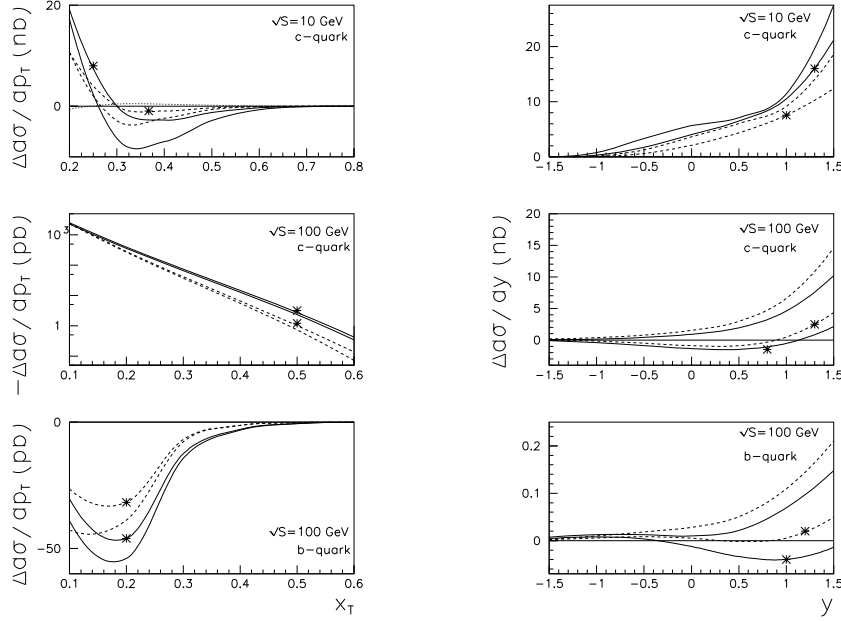 Δdσ/dp_T (nb)
20
10
0
0.2 0.3 0.4 0.5 0.6 0.7 0.8
√S=10 GeV
c-quark
20
10
0
-1.5 -1 -0.5 0 0.5 1 1.5
√S=10 GeV
c-quark
-Δdσ/dp_T (pb)
10³
1
0.1 0.2 0.3 0.4 0.5 0.6
√S=100 GeV
c-quark
Δdσ/dy (nb)
20
15
10
5
0
-5
-1.5 -1 -0.5 0 0.5 1 1.5
√S=100 GeV
c-quark
Δdσ/dp_T (pb)
0
-50
0.1 0.2 0.3 0.4 0.5 0.6
√S=100 GeV
b-quark
x_T
0.2
0.1
0
-1.5 -1 -0.5 0 0.5 1 1.5
√S=100 GeV
b-quark
y